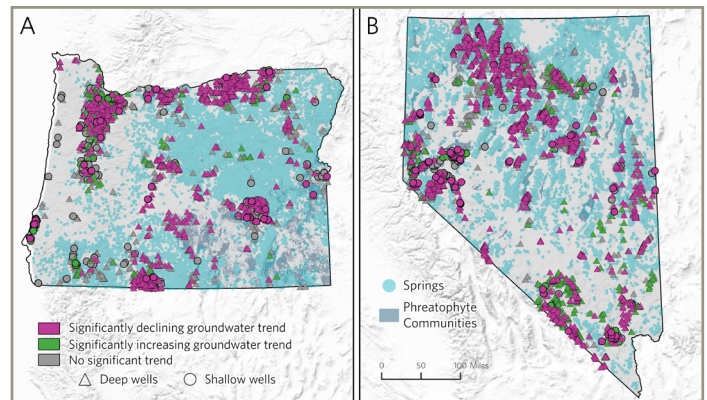 A
B
Significantly declining groundwater trend
Significantly increasing groundwater trend
No significant trend
Deep wells
Shallow wells
Springs
Phreatophyte
Communities
0 50 100 Miles